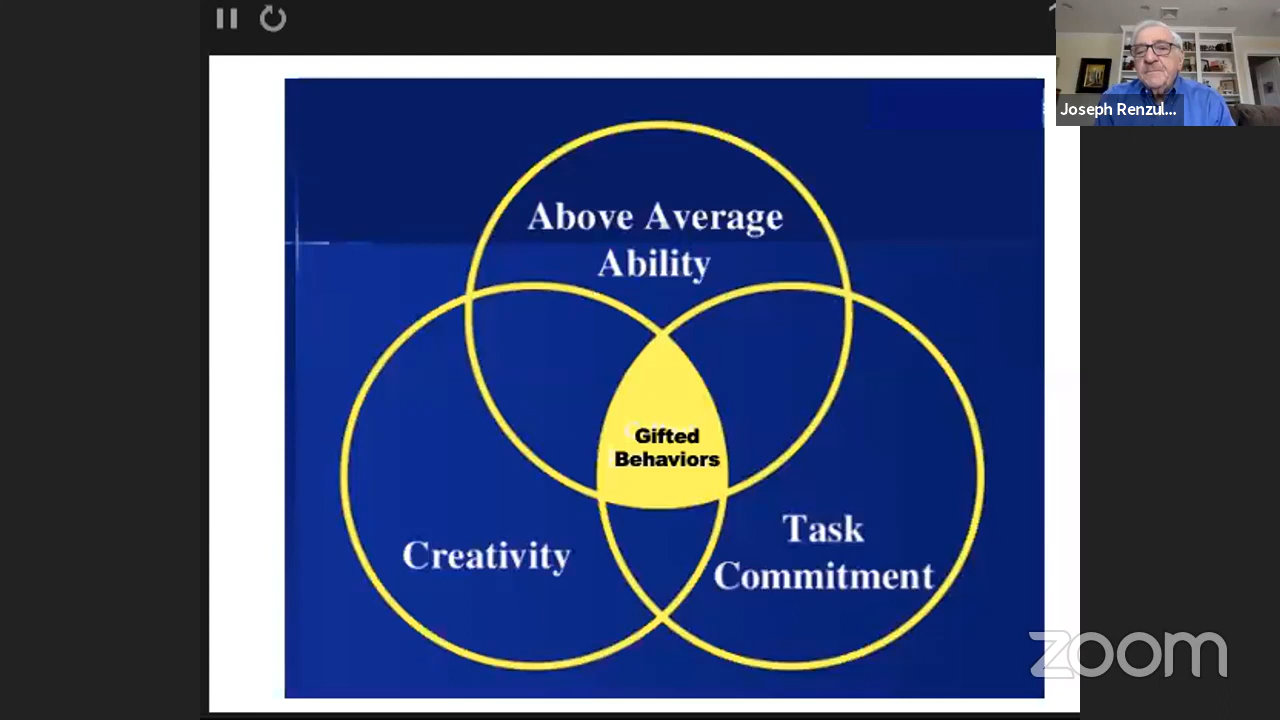 Joseph Renzul...
Above Average
Ability
Gifted
Behaviors
Creativity
Task
Commitment
zoom